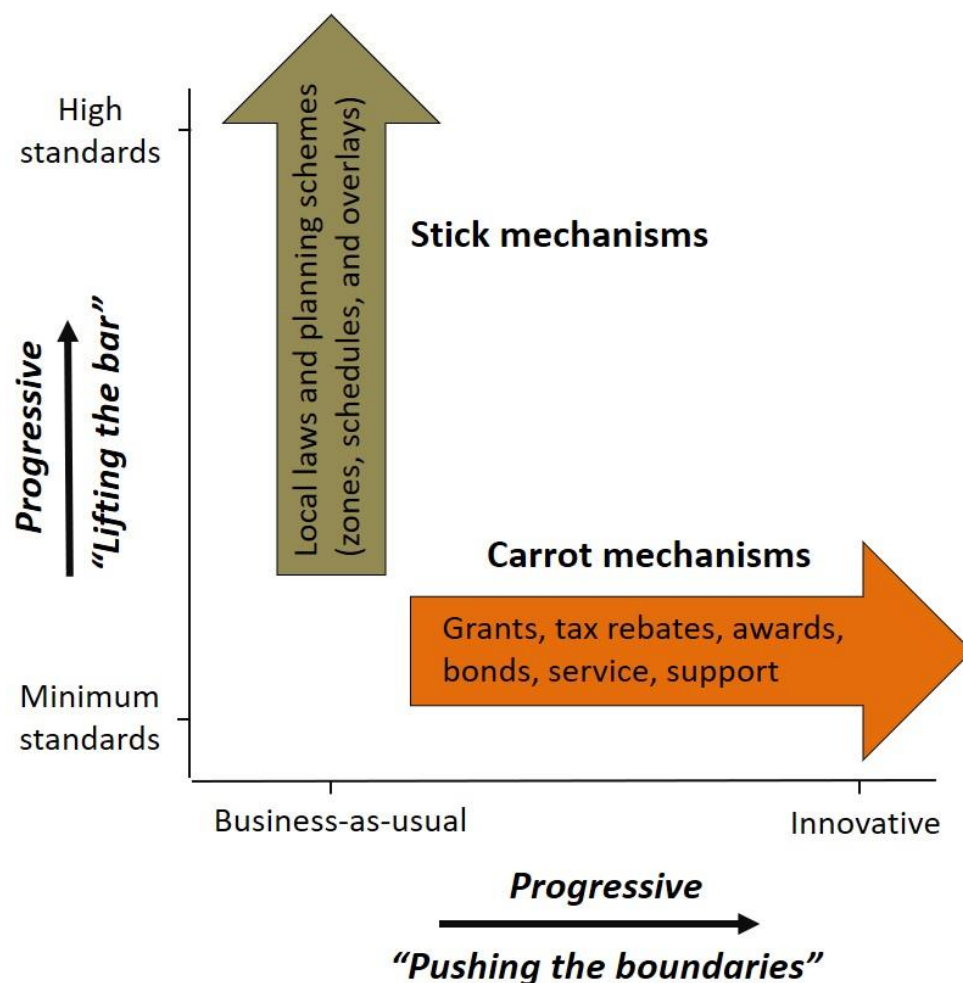 High
standards
Local laws and planning schemes
(zones, schedules, and overlays)
Stick mechanisms
Progressive
“Lifting the bar”
Carrot mechanisms
Grants, tax rebates, awards,
bonds, service, support
Minimum
standards
Business-as-usual
Innovative
Progressive
“Pushing the boundaries”